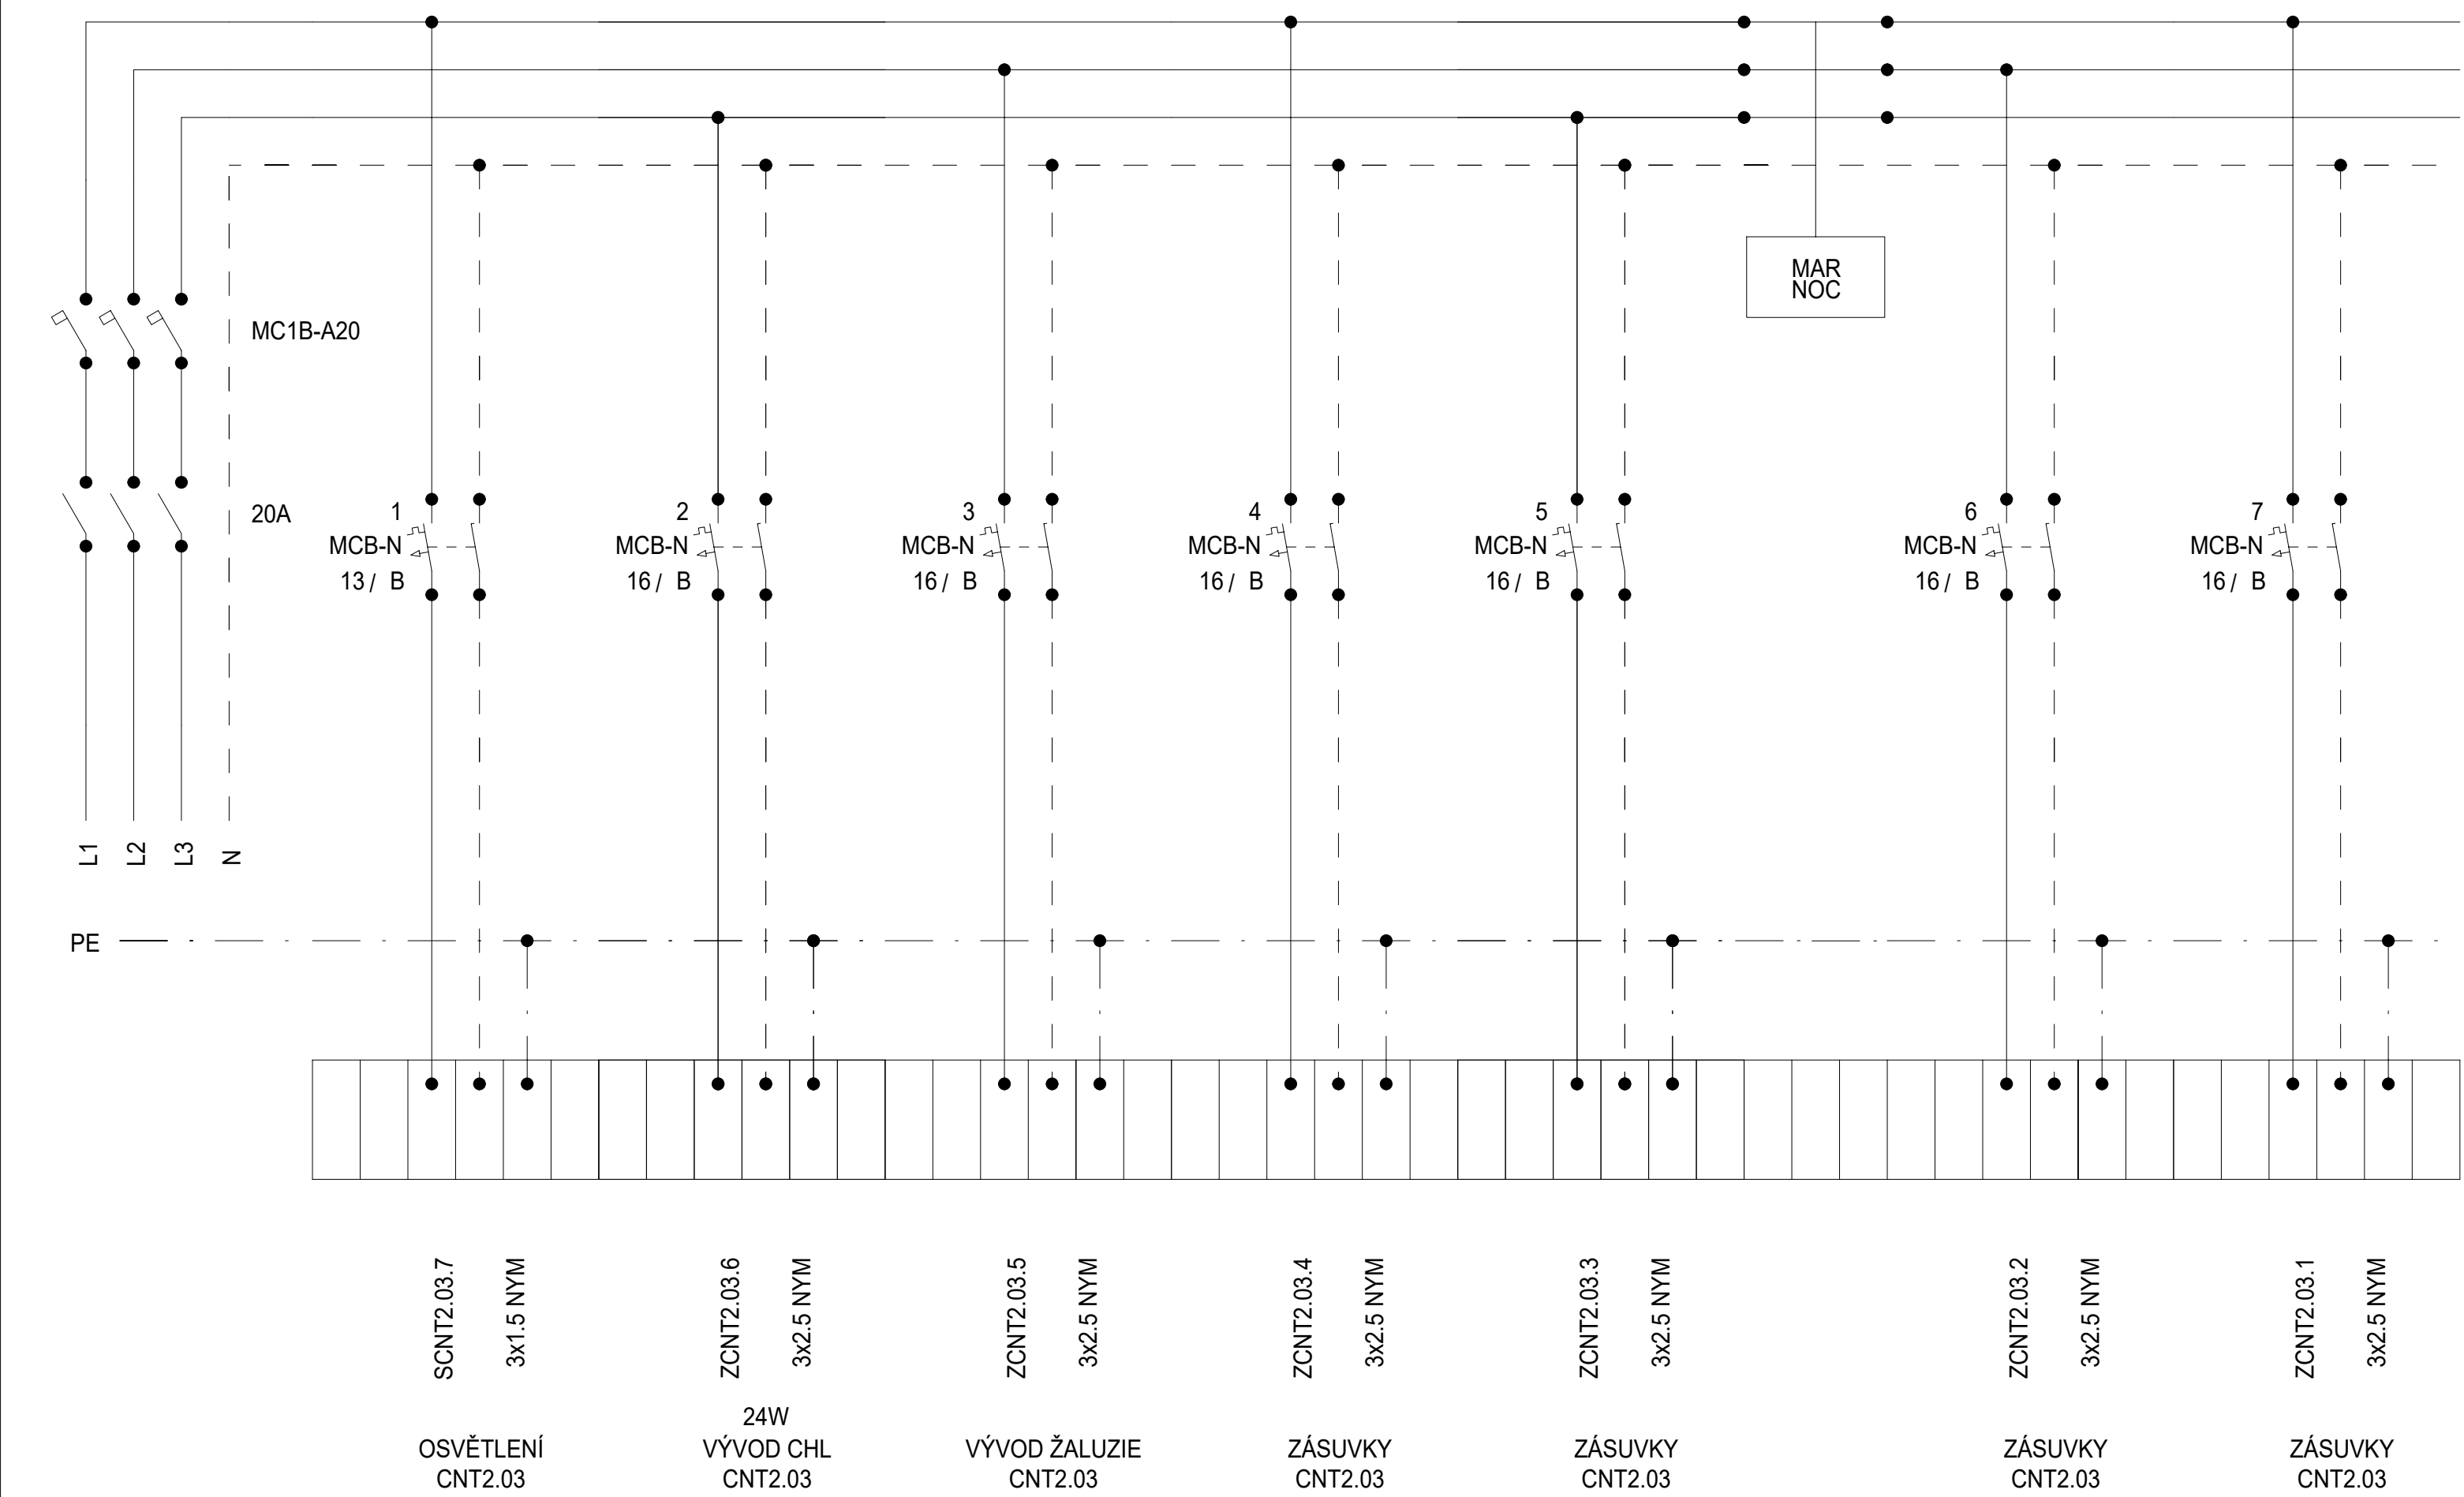 MAR
NOC
MC1B-A20
20A
1
MCB-N
13 / B
2
MCB-N
16 / B
3
MCB-N
16 / B
4
MCB-N
16 / B
5
MCB-N
16 / B
6
MCB-N
16 / B
7
MCB-N
16 / B
L1
L2
L3
N
PE
SCNT2.03.7
3x1.5 NYM
ZCNT2.03.6
3x2.5 NYM
ZCNT2.03.5
3x2.5 NYM
ZCNT2.03.4
3x2.5 NYM
ZCNT2.03.3
3x2.5 NYM
ZCNT2.03.2
3x2.5 NYM
ZCNT2.03.1
3x2.5 NYM
OSVĚTLENÍ
CNT2.03
24W
VÝVOD CHL
CNT2.03
VÝVOD ŽALUZIE
CNT2.03
ZÁSUVKY
CNT2.03
ZÁSUVKY
CNT2.03
ZÁSUVKY
CNT2.03
ZÁSUVKY
CNT2.03